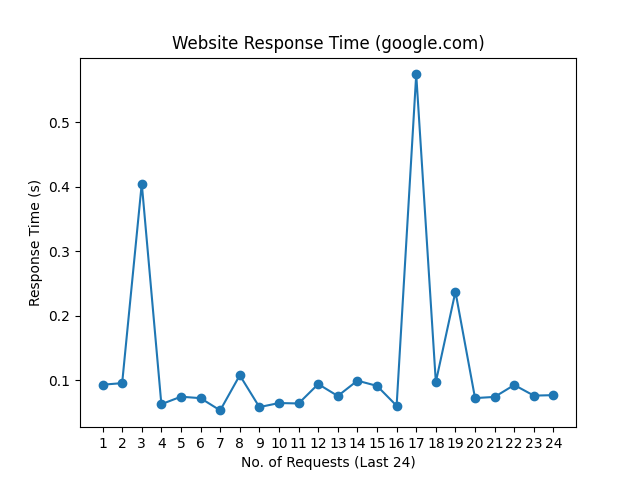 Website Response Time (google.com)
0.5
0.4
0.3
0.2
0.1
Response Time (s)
1 2 3 4 5 6 7 8 9 10 11 12 13 14 15 16 17 18 19 20 21 22 23 24
No. of Requests (Last 24)